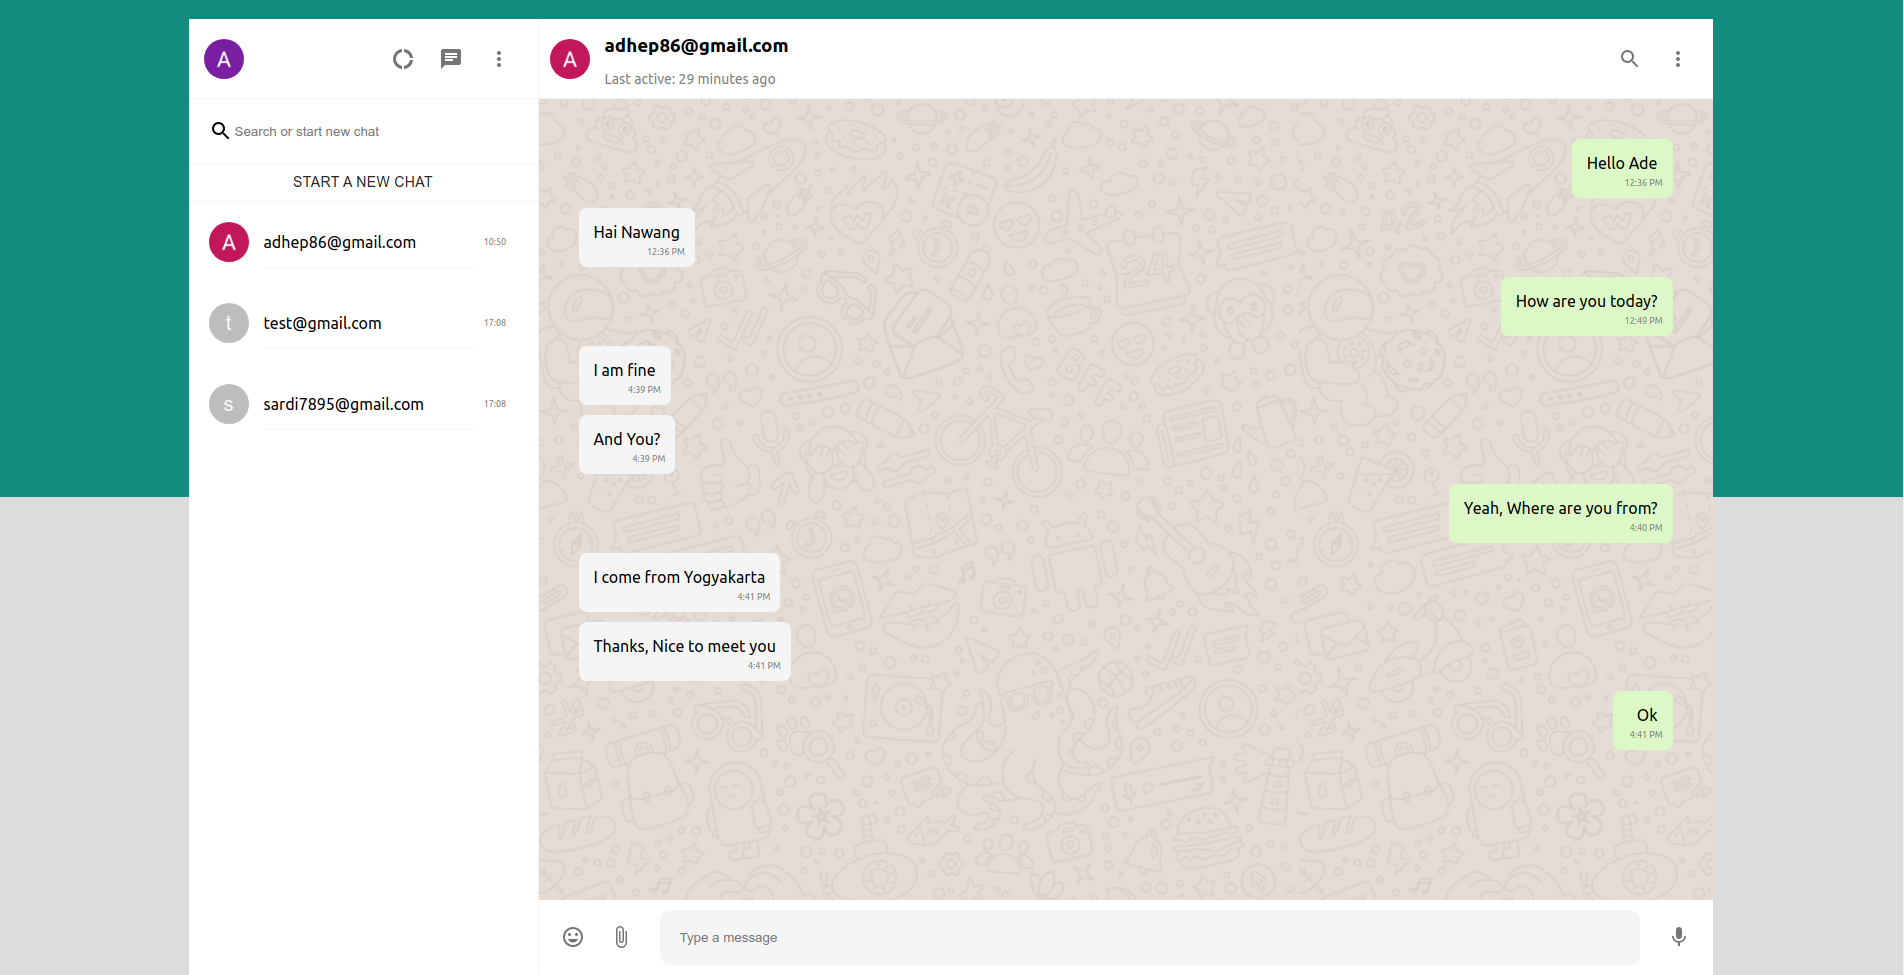 A
Search or start new chat
START A NEW CHAT
A
adhep86@gmail.com
10:50
t
test@gmail.com
17:08
s
sardi7895@gmail.com
17:08
A
adhep86@gmail.com
Last active: 29 minutes ago
Hello Ade
12:36 PM
Hai Nawang
12:36 PM
How are you today?
12:49 PM
I am fine
4:39 PM
And You?
4:39 PM
Yeah, Where are you from?
4:40 PM
I come from Yogyakarta
4:41 PM
Thanks, Nice to meet you
4:41 PM
Ok
4:41 PM
Type a message